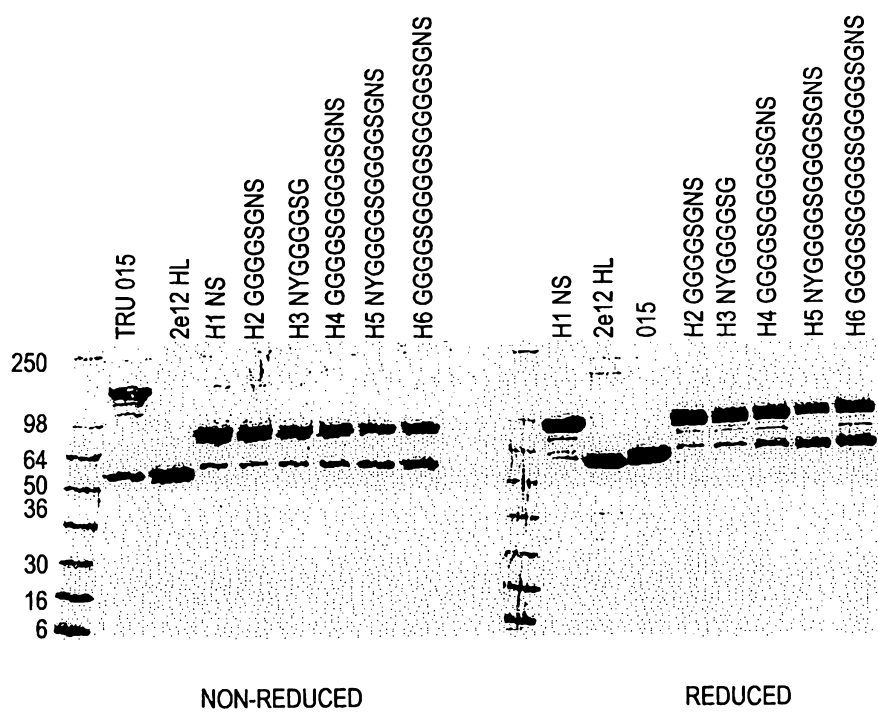 TRU 015
2e12 HL
H1 NS
H2 GGGGSGNS
H3 NYGGGGSG
H4 GGGGSGGGGSGNS
H5 NYGGGGSGGGGSGNS
H6 GGGGSGGGGSGGGGSGNS
H1 NS
2e12 HL
015
H2 GGGGSGNS
H3 NYGGGGSG
H4 GGGGSGGGGSGNS
H5 NYGGGGSGGGGSGNS
H6 GGGGSGGGGSGGGGSGNS
250
98
64
50
36
30
16
6
NON-REDUCED
REDUCED